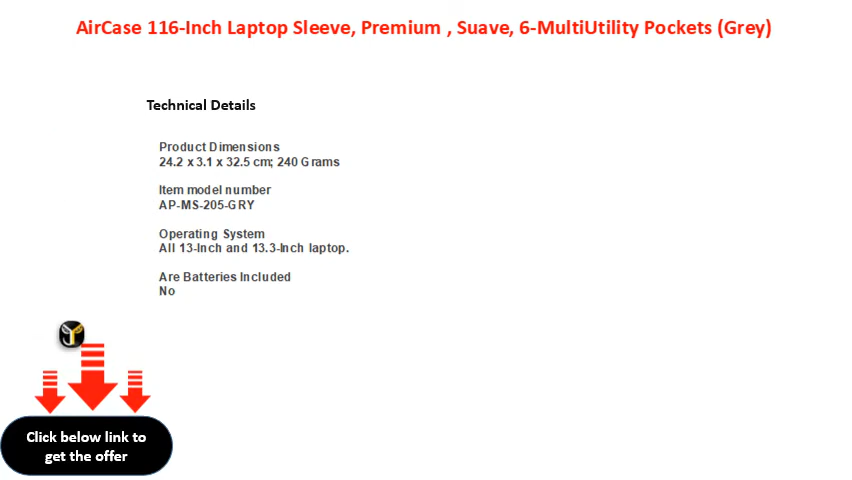 AirCase 116-Inch Laptop Sleeve, Premium , Suave, 6-MultiUtility Pockets (Grey)
Technical Details
Product Dimensions
24.2 x 3.1 x 32.5 cm; 240 Grams
Item model number
AP-MS-205-GRY
Operating System
All 13-Inch and 13.3-Inch laptop.
Are Batteries Included
No
Click below link to
get the offer